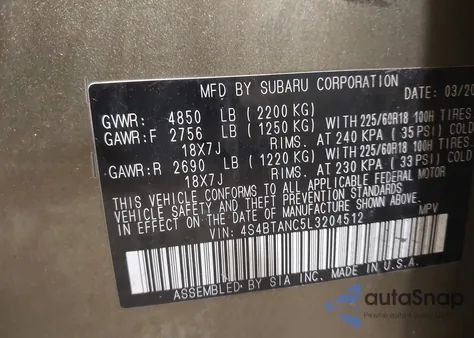 MFD BY SUBARU CORPORATION DATE: 03/20
GVWR: 4850 LB (2200 KG)
GAWR:F 2756 LB (1250 KG) WITH 225/60R18 100H TIRES
18X7J RIMS. AT 240 KPA (35 PSI) COLD
GAWR:R 2690 LB (1220 KG) WITH 225/60R18 100H TIRES
18X7J RIMS. AT 230 KPA (33 PSI) COLD
THIS VEHICLE CONFORMS TO ALL APPLICABLE FEDERAL MOTOR
VEHICLE SAFETY AND THEFT PREVENTION STANDARDS
IN EFFECT ON THE DATE OF MANUFACTURE SHOWN ABOVE.
VIN: 4S4BTANC5L3204512 MPV
ASSEMBLED BY SIA INC. MADE IN U.S.A.
autoSnap